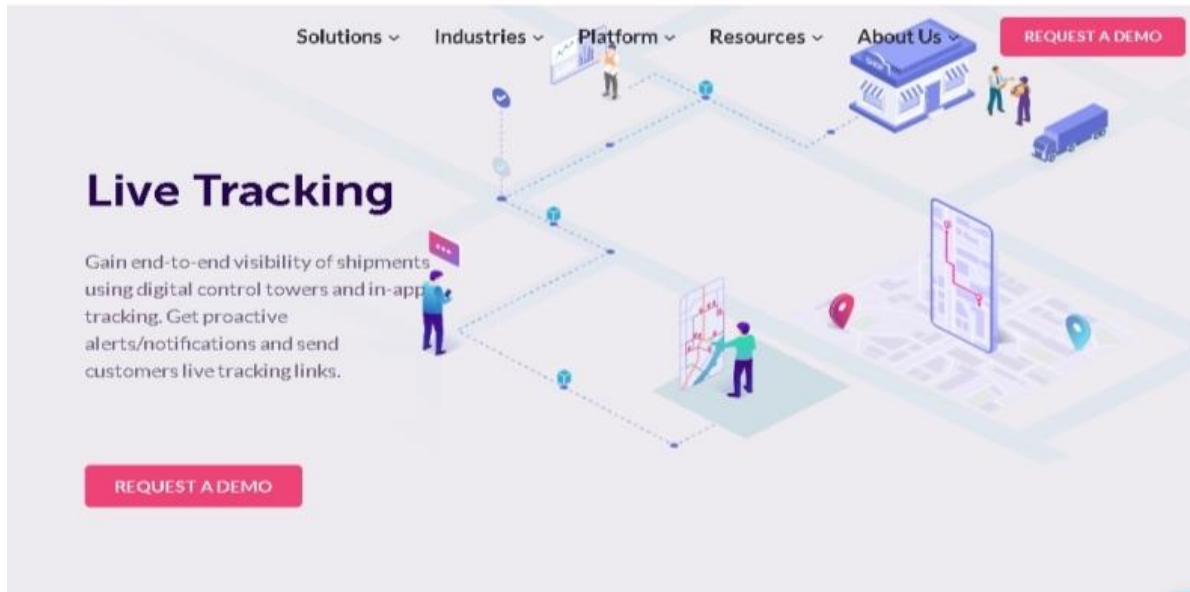 Solutions Industries Platform Resources About Us REQUEST A DEMO
SHOP
Live Tracking
Gain end-to-end visibility of shipments
using digital control towers and in-app
tracking. Get proactive
alerts/notifications and send
customers live tracking links.
REQUEST A DEMO